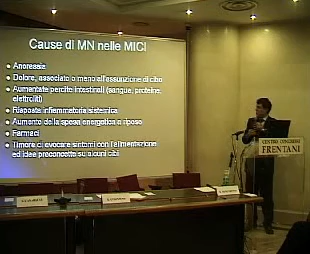 Cause di MN nelle MICI
Anoressia
Dolore, associato o meno all'assunzione di cibo
Aumentate perdite intestinali (sangue, proteine,
elettroliti)
Risposta infiammatoria sistemica
Aumento della spesa energetica a riposo
Farmaci
Timore di evocare sintomi con l'alimentazione
ed idee preconcette su alcuni cibi
CENTRO CONGRESSI
FRENTANI